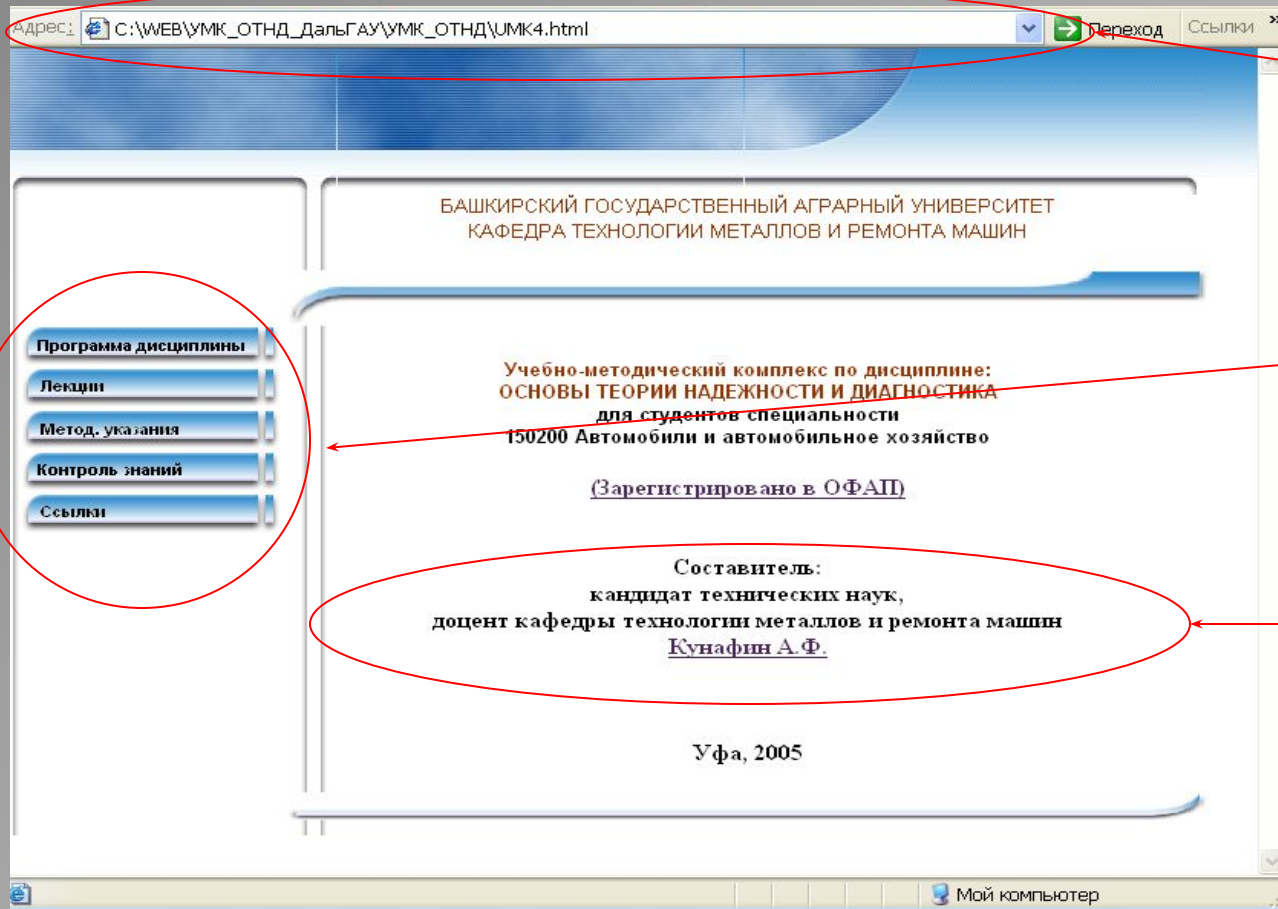 Адрес: C:\WEB\УМК_ОТНД_ДальГАУ\УМК_ОТНД\UMK4.html Переход Ссылки »
БАШКИРСКИЙ ГОСУДАРСТВЕННЫЙ АГРАРНЫЙ УНИВЕРСИТЕТ
КАФЕДРА ТЕХНОЛОГИИ МЕТАЛЛОВ И РЕМОНТА МАШИН
Программа дисциплины
Лекции
Метод. указания
Контроль знаний
Ссылки
Учебно-методический комплекс по дисциплине:
ОСНОВЫ ТЕОРИИ НАДЕЖНОСТИ И ДИАГНОСТИКА
для студентов специальности
150200 Автомобили и автомобильное хозяйство
(Зарегистрировано в ОФАП)
Составитель:
кандидат технических наук,
доцент кафедры технологии металлов и ремонта машин
Кунафин А.Ф.
Уфа, 2005
Мой компьютер